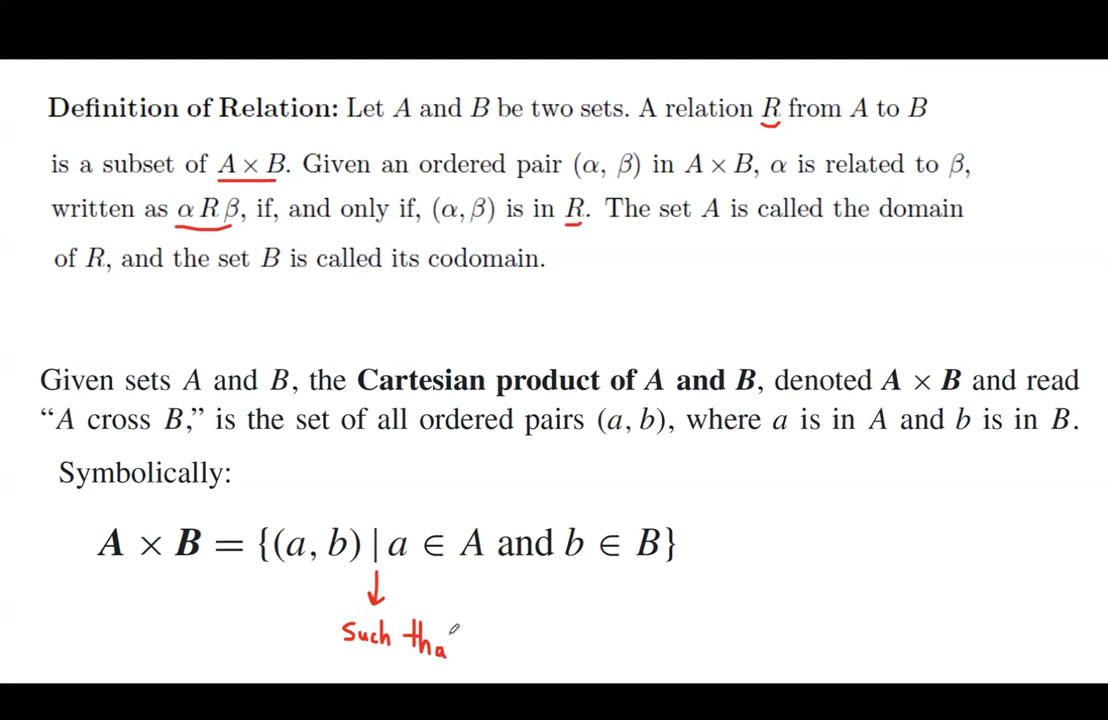 Definition of Relation: Let A and B be two sets. A relation R from A to B
is a subset of A × B. Given an ordered pair (α, β) in A × B, α is related to β,
written as α R β, if, and only if, (α, β) is in R. The set A is called the domain
of R, and the set B is called its codomain.
Given sets A and B, the Cartesian product of A and B, denoted A × B and read
“A cross B,” is the set of all ordered pairs (a, b), where a is in A and b is in B.
Symbolically:
A × B = {(a, b) | a ∈ A and b ∈ B}
Such tha